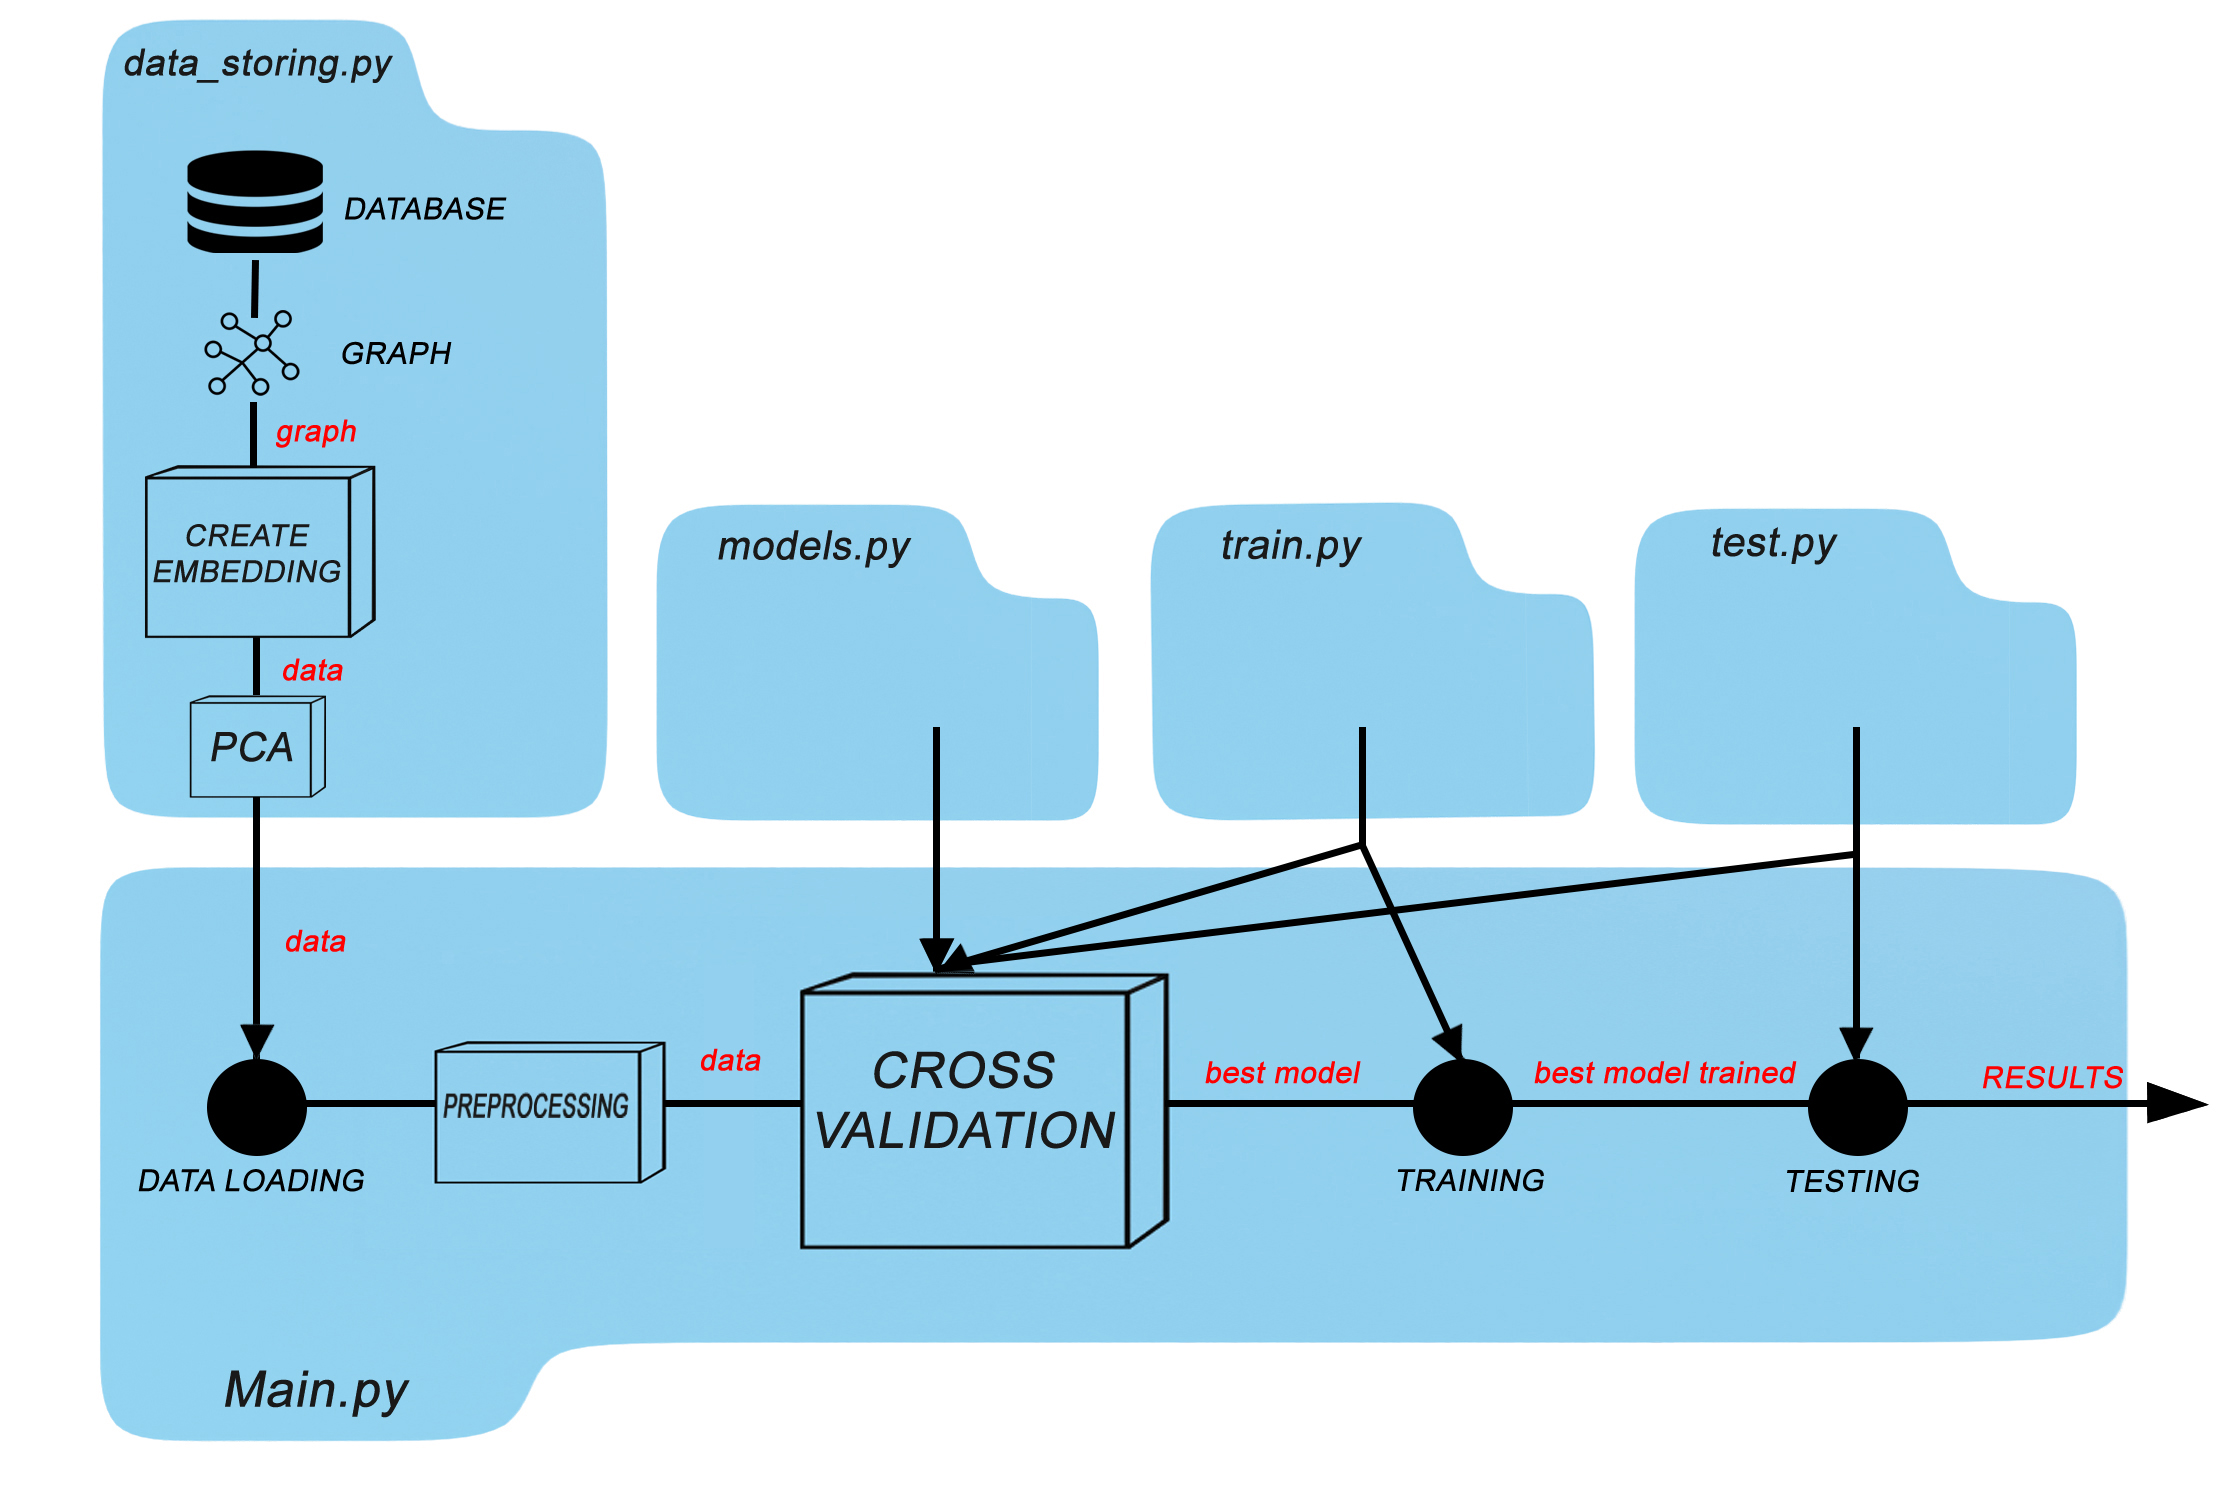 data_storing.py
DATABASE
GRAPH
graph
CREATE
EMBEDDING
data
PCA
models.py
train.py
test.py
data
DATA LOADING
PREPROCESSING
data
CROSS
VALIDATION
best model
TRAINING
best model trained
TESTING
RESULTS
Main.py